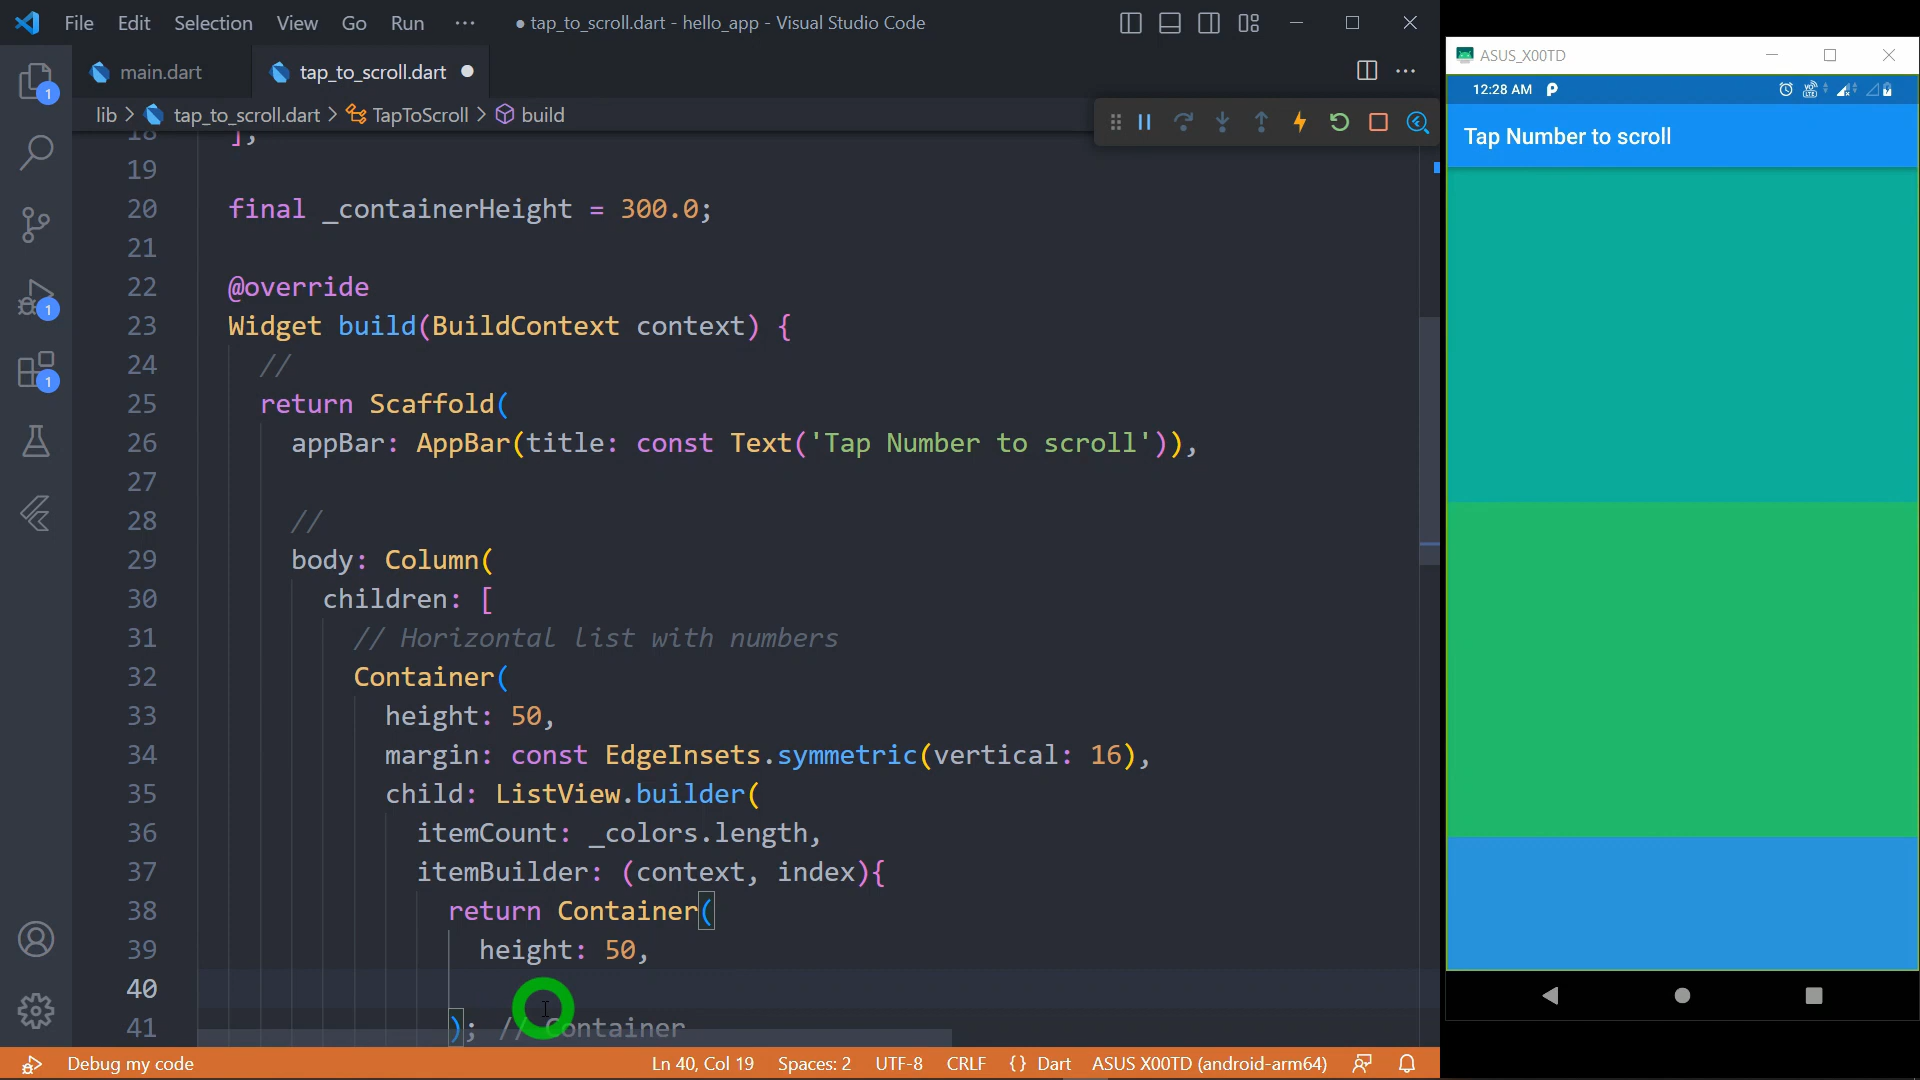 File Edit Selection View Go Run ··· ● tap_to_scroll.dart - hello_app - Visual Studio Code
main.dart tap_to_scroll.dart
lib > tap_to_scroll.dart > TapToScroll > build
18 ];
19
20 final _containerHeight = 300.0;
21
22 @override
23 Widget build(BuildContext context) {
24 //
25 return Scaffold(
26 appBar: AppBar(title: const Text('Tap Number to scroll')),
27
28 //
29 body: Column(
30 children: [
31 // Horizontal list with numbers
32 Container(
33 height: 50,
34 margin: const EdgeInsets.symmetric(vertical: 16),
35 child: ListView.builder(
36 itemCount: _colors.length,
37 itemBuilder: (context, index){
38 return Container(
39 height: 50,
40
41 ); // Container
1
1
1
Debug my code Ln 40, Col 19 Spaces: 2 UTF-8 CRLF {} Dart ASUS X00TD (android-arm64)
ASUS_X00TD
12:28 AM
Tap Number to scroll